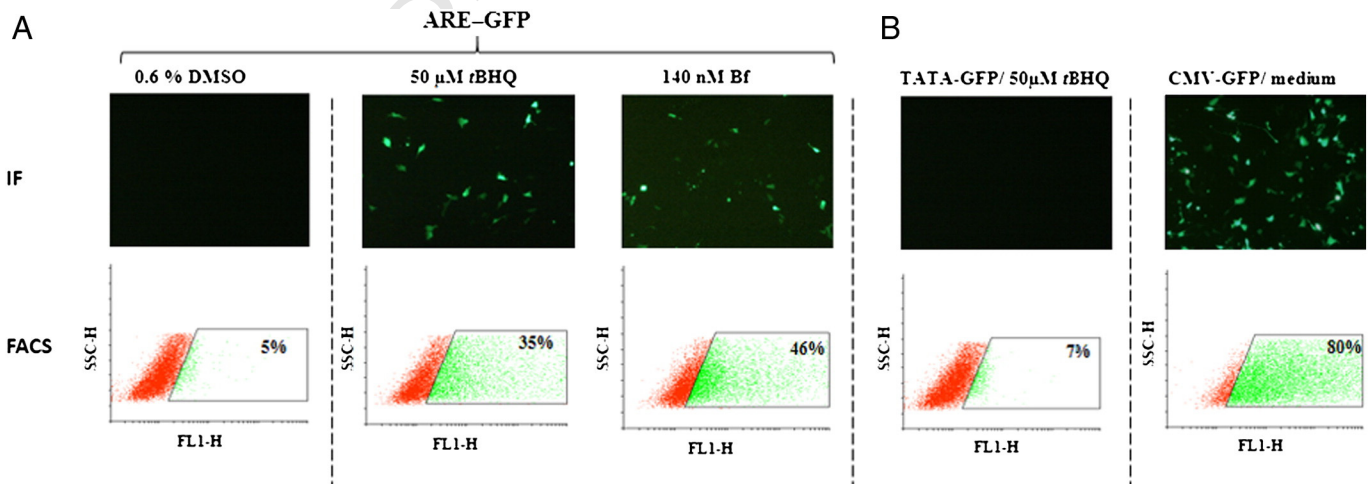 A
B
ARE–GFP
0.6 % DMSO
50 µM tBHQ
140 nM Bf
TATA-GFP/ 50µM tBHQ
CMV-GFP/ medium
IF
FACS
SSC-H
5%
FL1-H
SSC-H
35%
FL1-H
SSC-H
46%
FL1-H
SSC-H
7%
FL1-H
SSC-H
80%
FL1-H